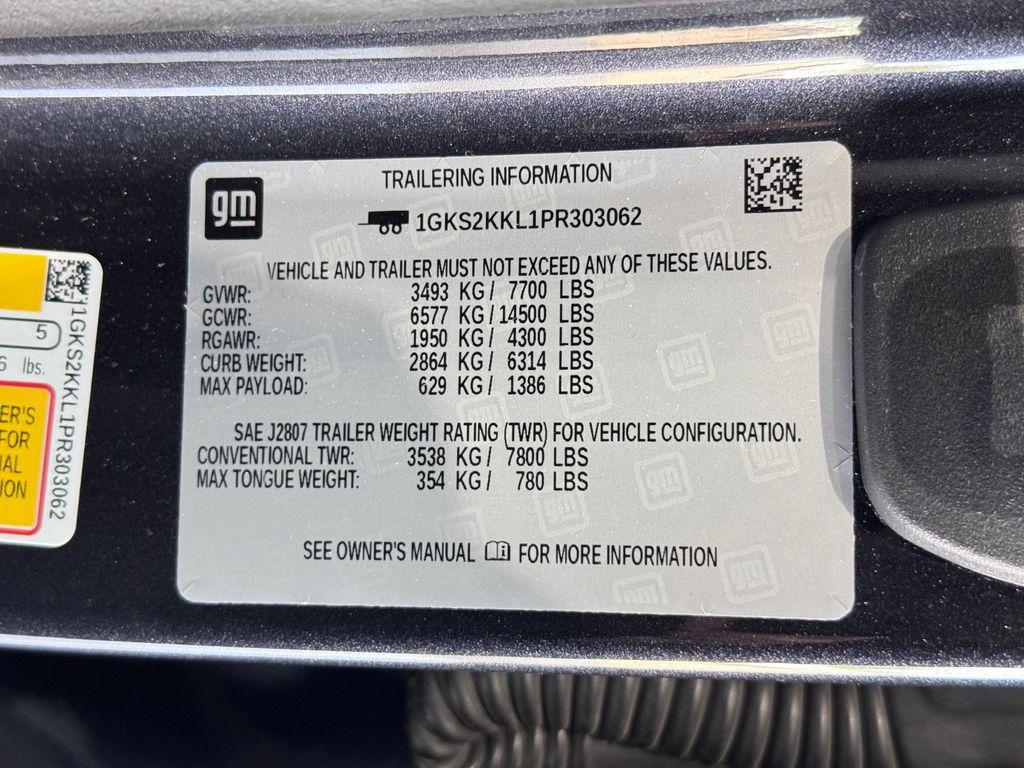 gm
TRAILERING INFORMATION
1GKS2KKL1PR303062
VEHICLE AND TRAILER MUST NOT EXCEED ANY OF THESE VALUES.
GVWR: 3493 KG / 7700 LBS
GCWR: 6577 KG / 14500 LBS
RGAWR: 1950 KG / 4300 LBS
CURB WEIGHT: 2864 KG / 6314 LBS
MAX PAYLOAD: 629 KG / 1386 LBS
SAE J2807 TRAILER WEIGHT RATING (TWR) FOR VEHICLE CONFIGURATION.
CONVENTIONAL TWR: 3538 KG / 7800 LBS
MAX TONGUE WEIGHT: 354 KG / 780 LBS
SEE OWNER'S MANUAL FOR MORE INFORMATION
5
lbs.
ER'S
FOR
1GKS2KKL1PR303062